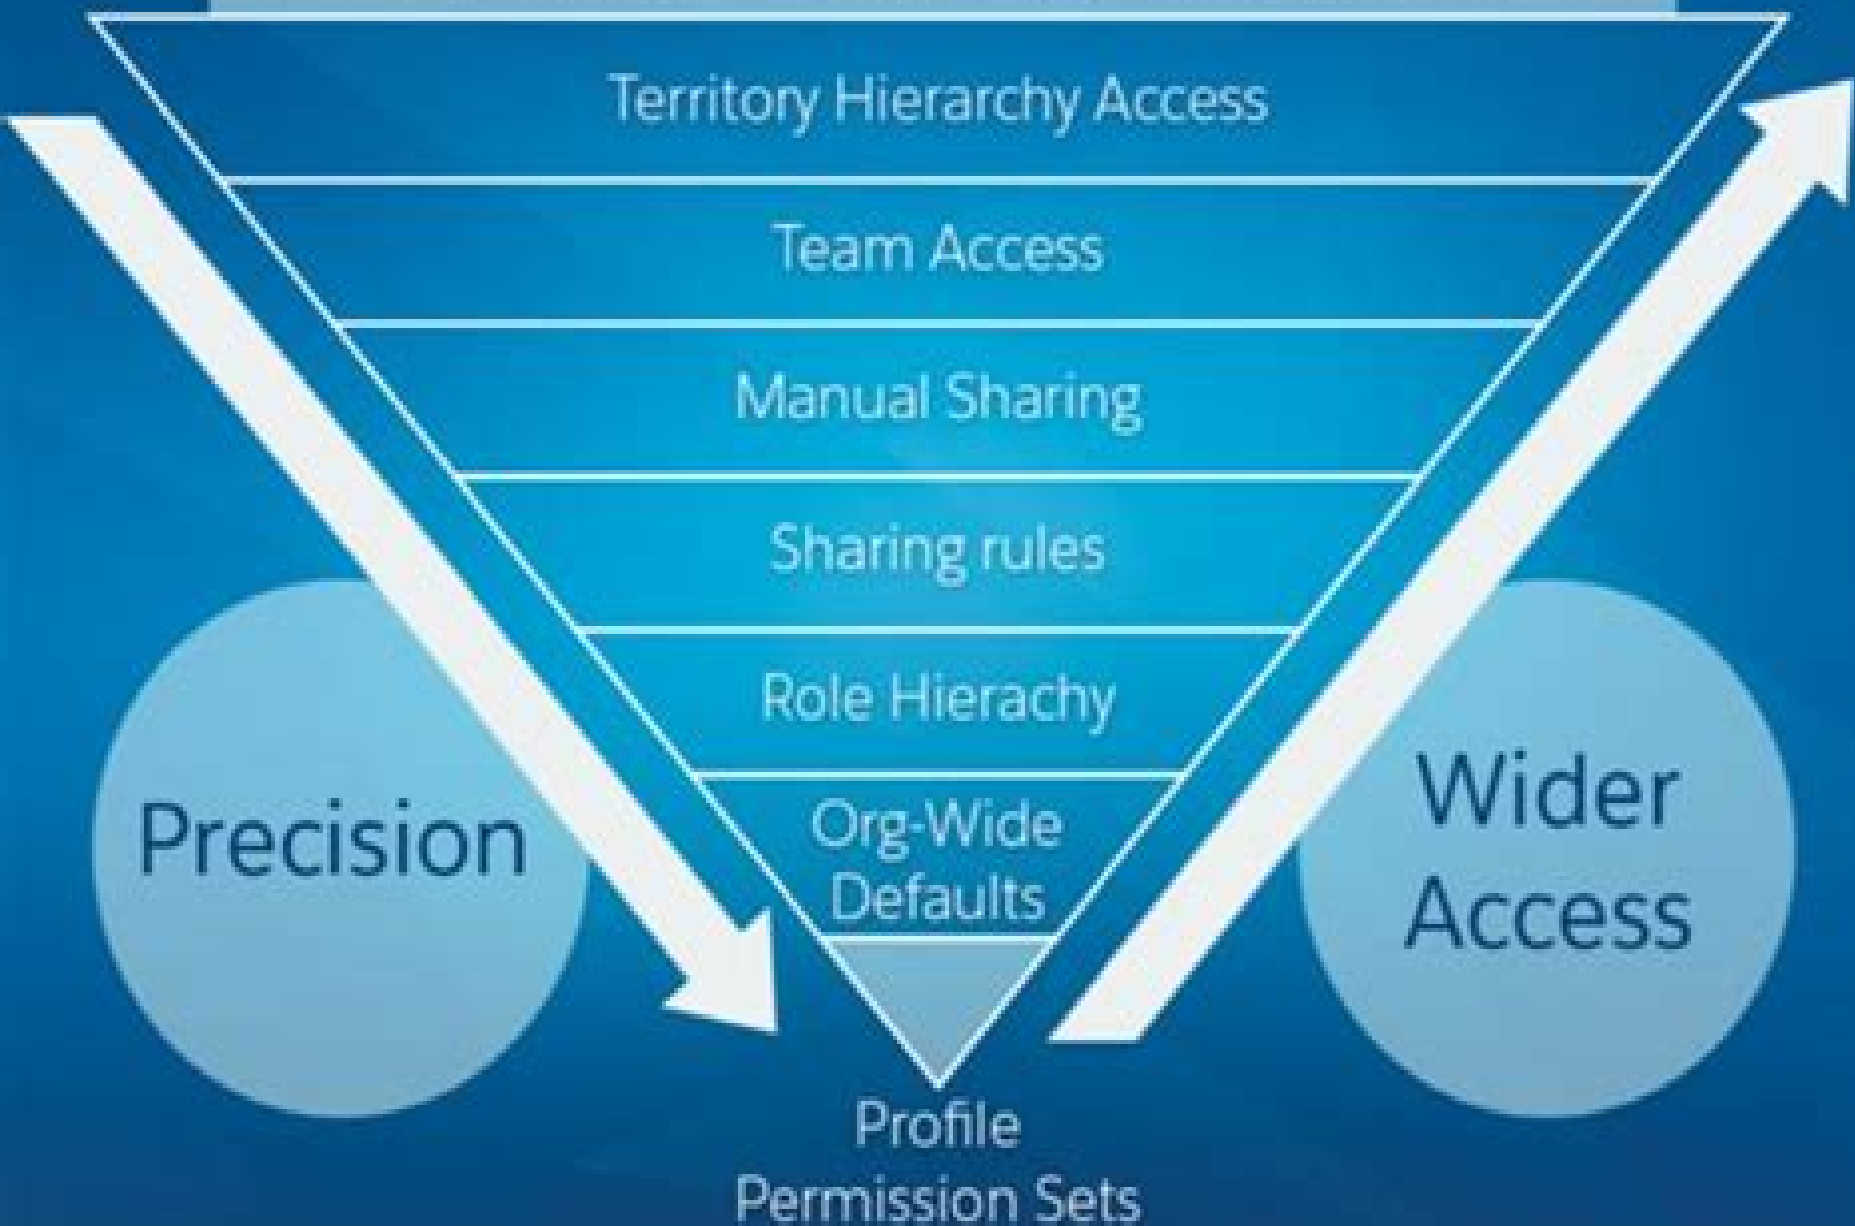 Territory Hierarchy Access
Team Access
Manual Sharing
Sharing rules
Role Hierachy
Org-Wide
Defaults
Precision
Wider
Access
Profile
Permission Sets